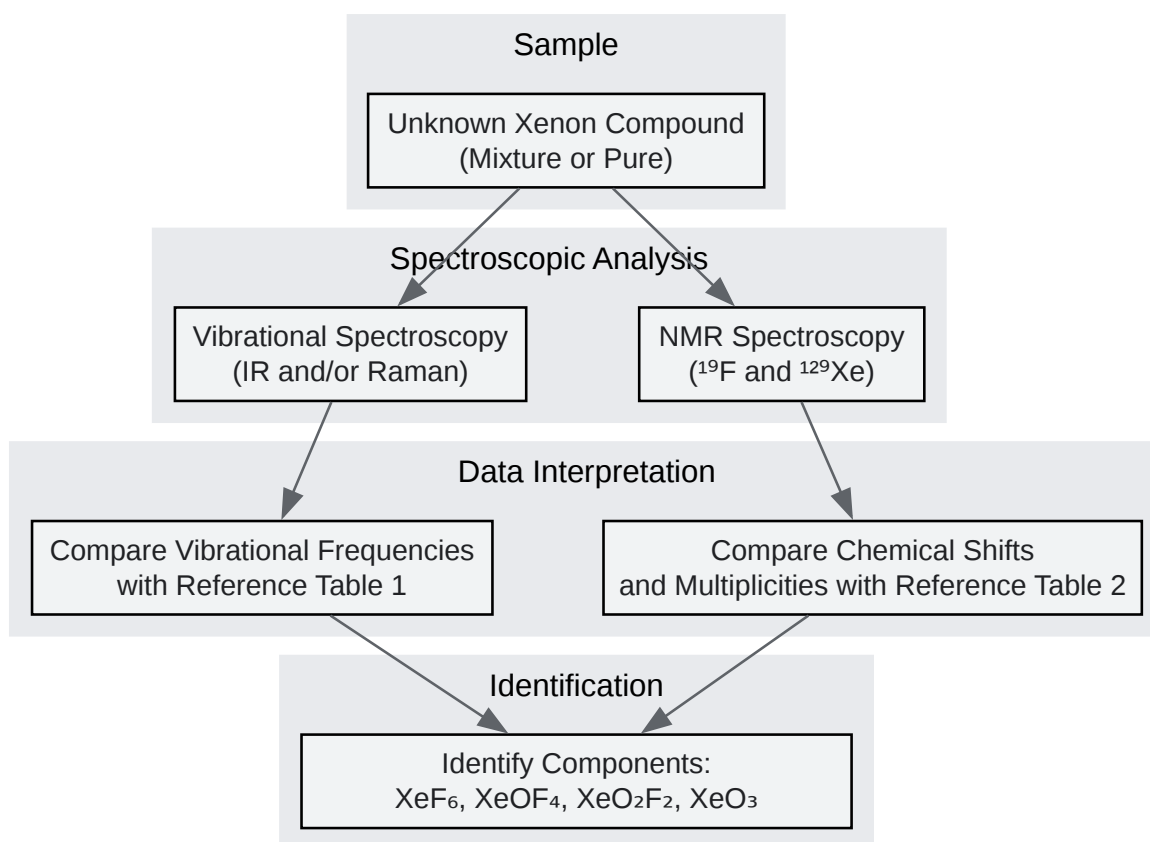 Sample
Unknown Xenon Compound
(Mixture or Pure)
Spectroscopic Analysis
Vibrational Spectroscopy
(IR and/or Raman)
NMR Spectroscopy
(¹⁹F and ¹²⁹Xe)
Data Interpretation
Compare Vibrational Frequencies
with Reference Table 1
Compare Chemical Shifts
and Multiplicities with Reference Table 2
Identification
Identify Components:
XeF₆, XeOF₄, XeO₂F₂, XeO₃